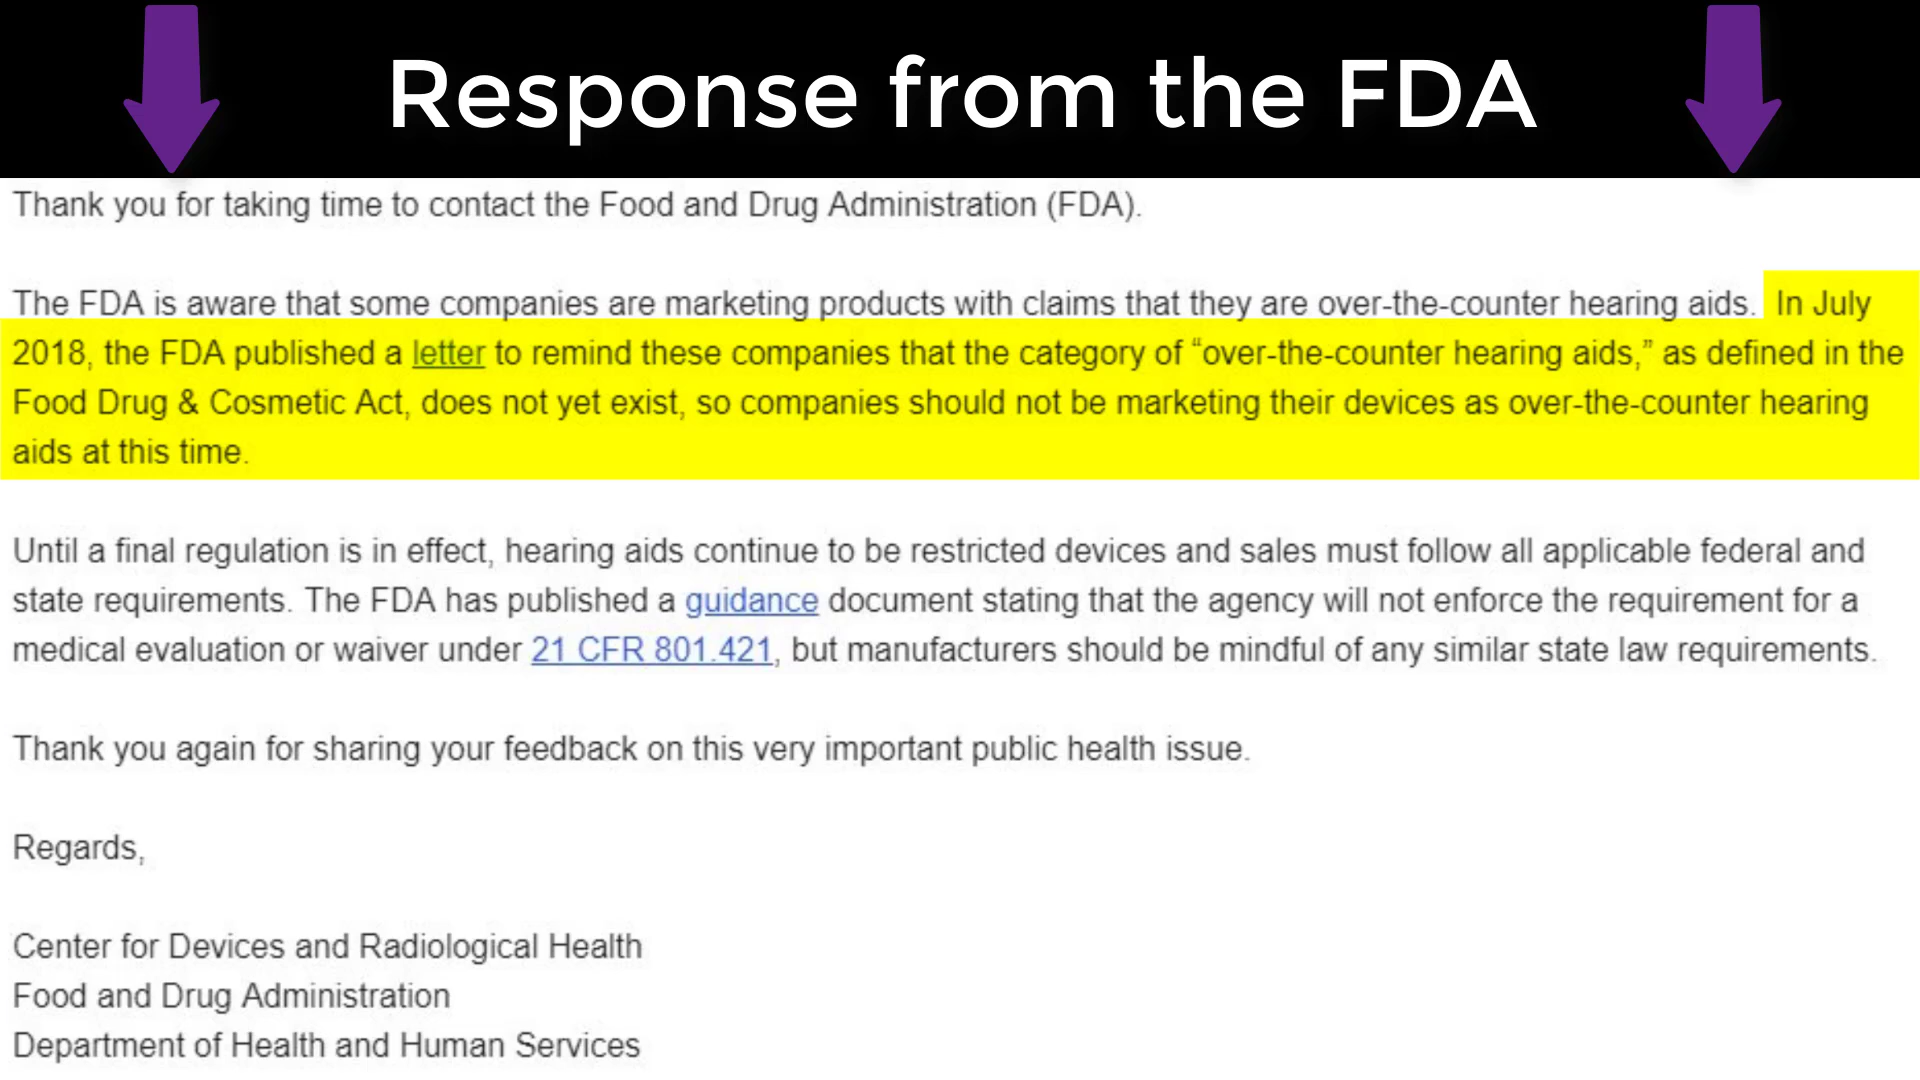 Response from the FDA
Thank you for taking time to contact the Food and Drug Administration (FDA).
The FDA is aware that some companies are marketing products with claims that they are over-the-counter hearing aids. In July
2018, the FDA published a letter to remind these companies that the category of “over-the-counter hearing aids,” as defined in the
Food Drug & Cosmetic Act, does not yet exist, so companies should not be marketing their devices as over-the-counter hearing
aids at this time.
Until a final regulation is in effect, hearing aids continue to be restricted devices and sales must follow all applicable federal and
state requirements. The FDA has published a guidance document stating that the agency will not enforce the requirement for a
medical evaluation or waiver under 21 CFR 801.421, but manufacturers should be mindful of any similar state law requirements.
Thank you again for sharing your feedback on this very important public health issue.
Regards,
Center for Devices and Radiological Health
Food and Drug Administration
Department of Health and Human Services